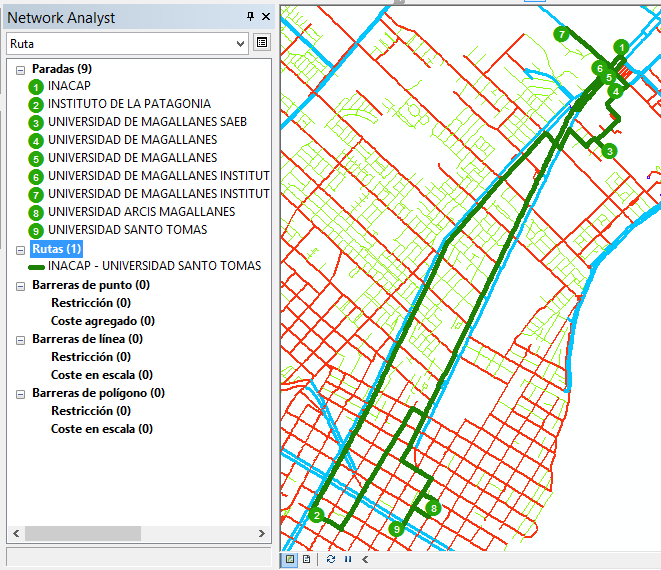 Network Analyst
Ruta
Paradas (9)
1 INACAP
2 INSTITUTO DE LA PATAGONIA
3 UNIVERSIDAD DE MAGALLANES SAEB
4 UNIVERSIDAD DE MAGALLANES
5 UNIVERSIDAD DE MAGALLANES
6 UNIVERSIDAD DE MAGALLANES INSTITUT
7 UNIVERSIDAD DE MAGALLANES INSTITUT
8 UNIVERSIDAD ARCIS MAGALLANES
9 UNIVERSIDAD SANTO TOMAS
Rutas (1)
INACAP - UNIVERSIDAD SANTO TOMAS
Barreras de punto (0)
Restricción (0)
Coste agregado (0)
Barreras de línea (0)
Restricción (0)
Coste en escala (0)
Barreras de polígono (0)
Restricción (0)
Coste en escala (0)
7
1
6
5
4
3
2
8
9